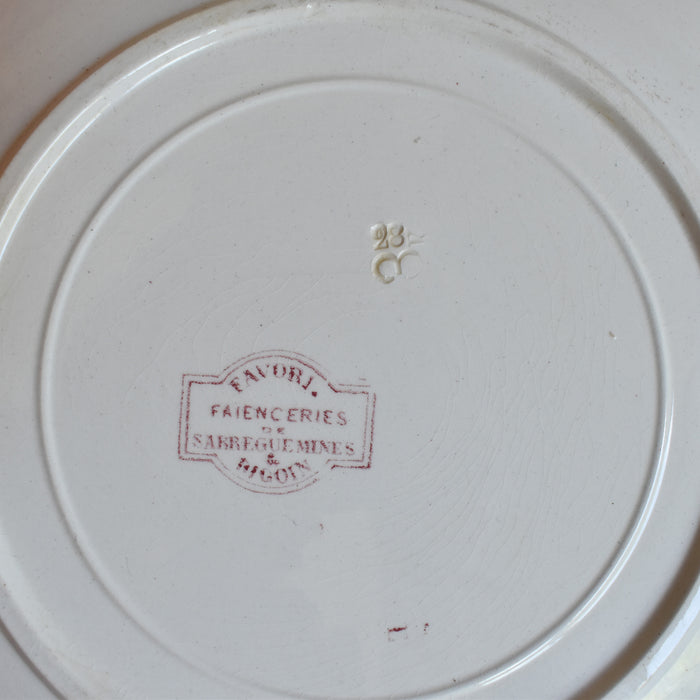 23
FAVORI.
FAIENCERIES
DE
SARREGUEMINES
&
DIGOIN